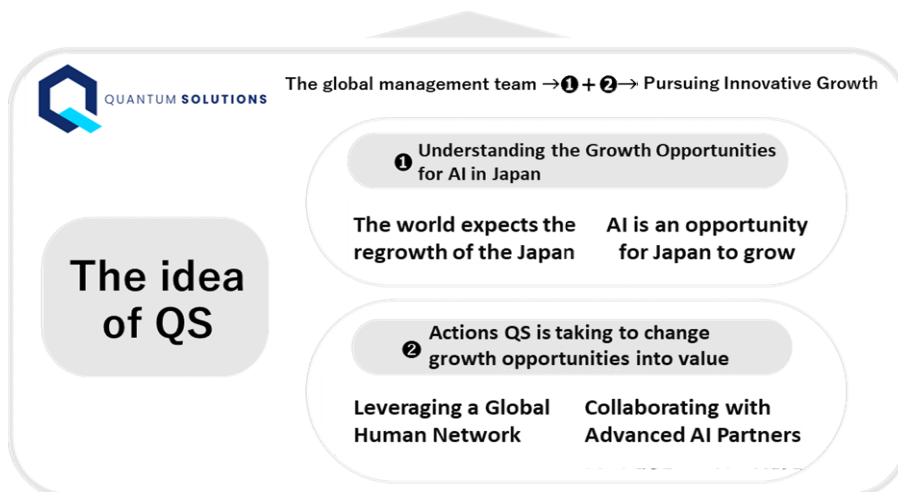 QUANTUM SOLUTIONS
The global management team →❶+❷→ Pursuing Innovative Growth
❶ Understanding the Growth Opportunities
for AI in Japan
The world expects the
regrowth of the Japan
AI is an opportunity
for Japan to grow
The idea
of QS
❷ Actions QS is taking to change
growth opportunities into value
Leveraging a Global
Human Network
Collaborating with
Advanced AI Partners